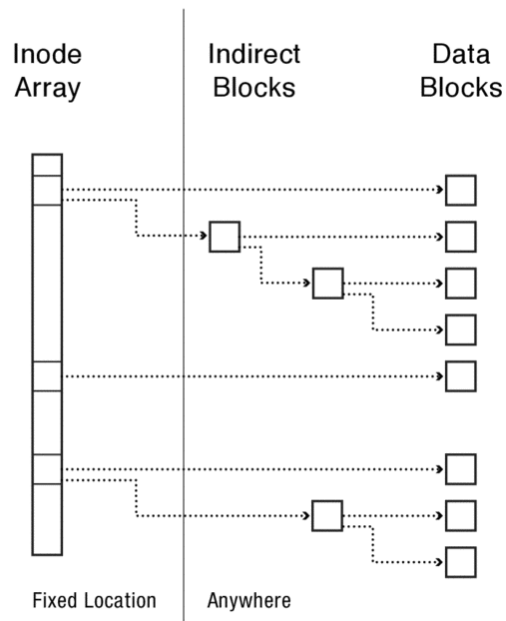 Inode
Array
Indirect
Blocks
Data
Blocks
Fixed Location
Anywhere